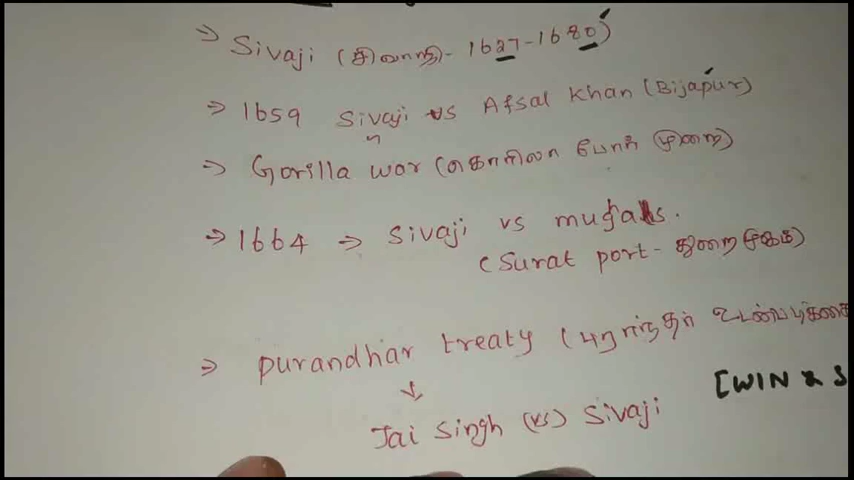 ⇒ Sivaji (சிவாஜி - 1627-1680)
⇒ 1659 Sivaji vs Afsal Khan (Bijapur)
⇒ Gorilla war (கொரிலா போர் முறை)
⇒ 1664 ⇒ Sivaji vs mugals.
(Surat port - துறைமுகம்)
⇒ purandhar treaty (புரந்தர் உடன்படிக்கை
↓
Jai Singh (vs) Sivaji
[WIN & S